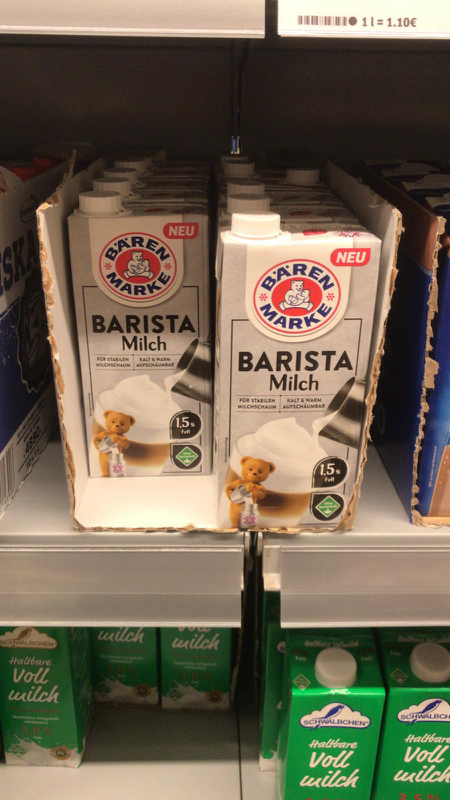 1 l = 1.10€
NEU
BÄREN
MARKE
BARISTA
Milch
FÜR STABILEN
MILCHSCHAUM
KALT & WARM
AUFSCHÄUMBAR
1,5%
Fett
NEU
BÄREN
MARKE
BARISTA
Milch
FÜR STABILEN
MILCHSCHAUM
KALT & WARM
AUFSCHÄUMBAR
1,5%
Fett
SCHWÄLBCHEN
Haltbare
Voll
milch
milch
milch
SCHWÄLBCHEN
Haltbare
Voll
milch
SCHWÄLBCHEN
Haltbare
Voll
milch